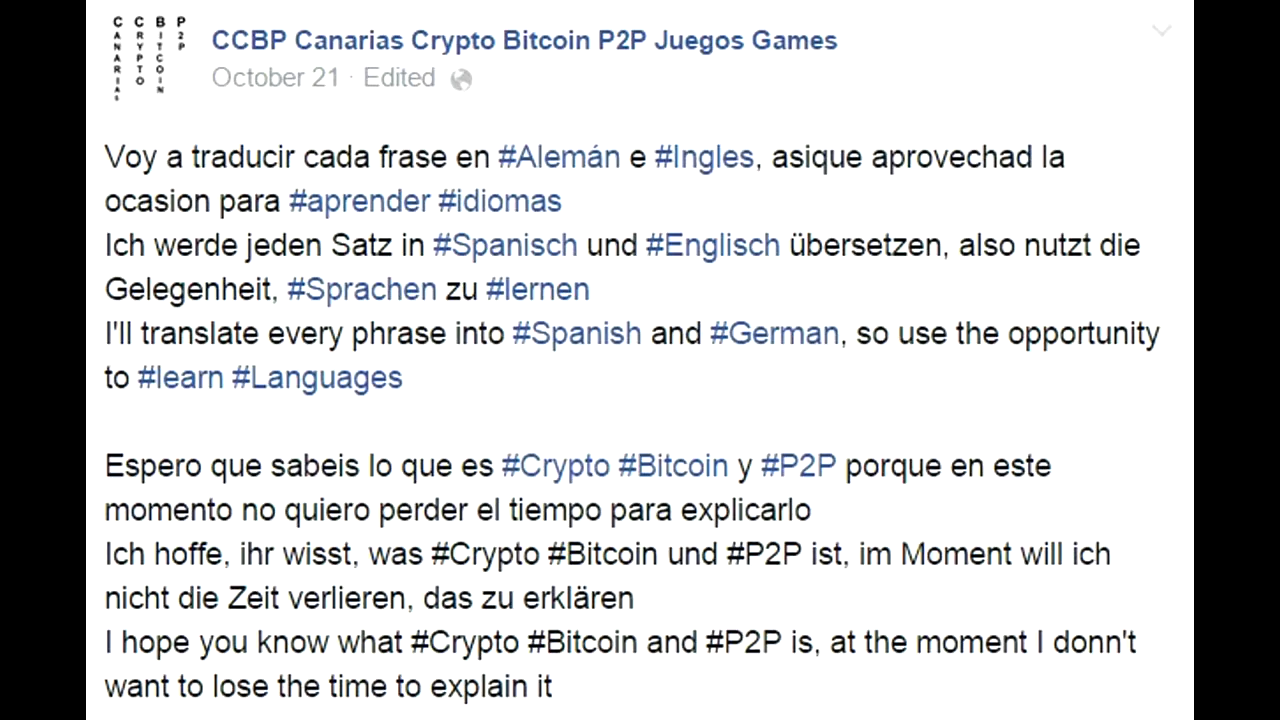 CANARIAS
CRYPTO
BITCOIN
P2P
CCBP Canarias Crypto Bitcoin P2P Juegos Games
October 21 · Edited
Voy a traducir cada frase en #Alemán e #Ingles, asique aprovechad la
ocasion para #aprender #idiomas
Ich werde jeden Satz in #Spanisch und #Englisch übersetzen, also nutzt die
Gelegenheit, #Sprachen zu #lernen
I'll translate every phrase into #Spanish and #German, so use the opportunity
to #learn #Languages
Espero que sabeis lo que es #Crypto #Bitcoin y #P2P porque en este
momento no quiero perder el tiempo para explicarlo
Ich hoffe, ihr wisst, was #Crypto #Bitcoin und #P2P ist, im Moment will ich
nicht die Zeit verlieren, das zu erklären
I hope you know what #Crypto #Bitcoin and #P2P is, at the moment I donn't
want to lose the time to explain it